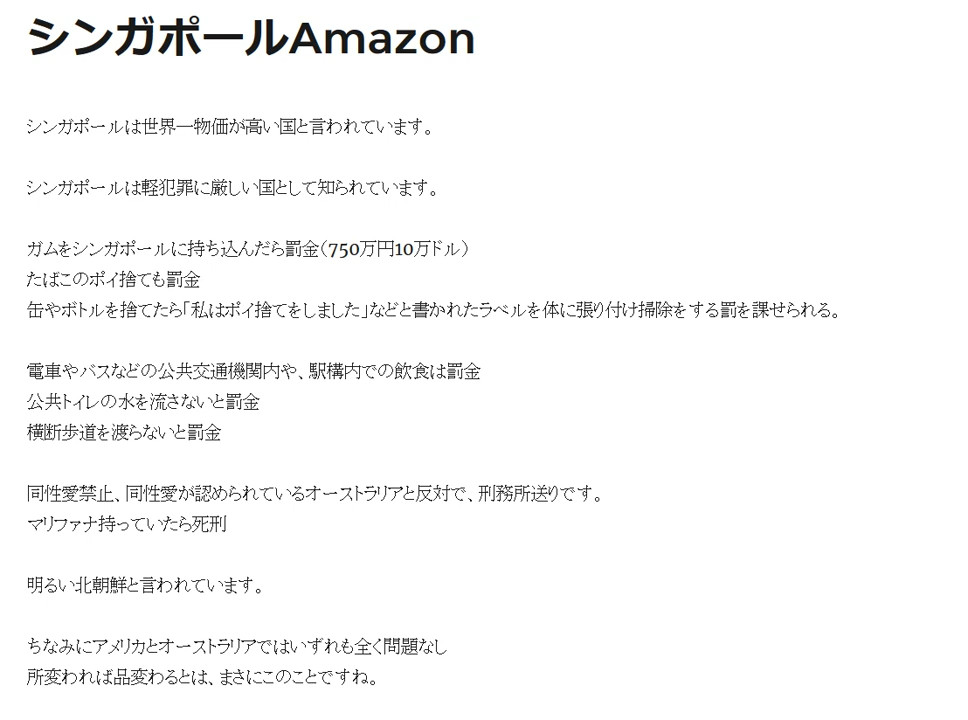 シンガポールAmazon
シンガポールは世界一物価が高い国と言われています。
シンガポールは軽犯罪に厳しい国として知られています。
ガムをシンガポールに持ち込んだら罰金（750万円10万ドル）
たばこのポイ捨ても罰金
缶やボトルを捨てたら「私はポイ捨てをしました」などと書かれたラベルを体に張り付け掃除をする罰を課せられる。
電車やバスなどの公共交通機関内や、駅構内での飲食は罰金
公共トイレの水を流さないと罰金
横断歩道を渡らないと罰金
同性愛禁止、同性愛が認められているオーストラリアと反対で、刑務所送りです。
マリファナ持っていたら死刑
明るい北朝鮮と言われています。
ちなみにアメリカとオーストラリアではいずれも全く問題なし
所変われば品変わるとは、まさにこのことですね。